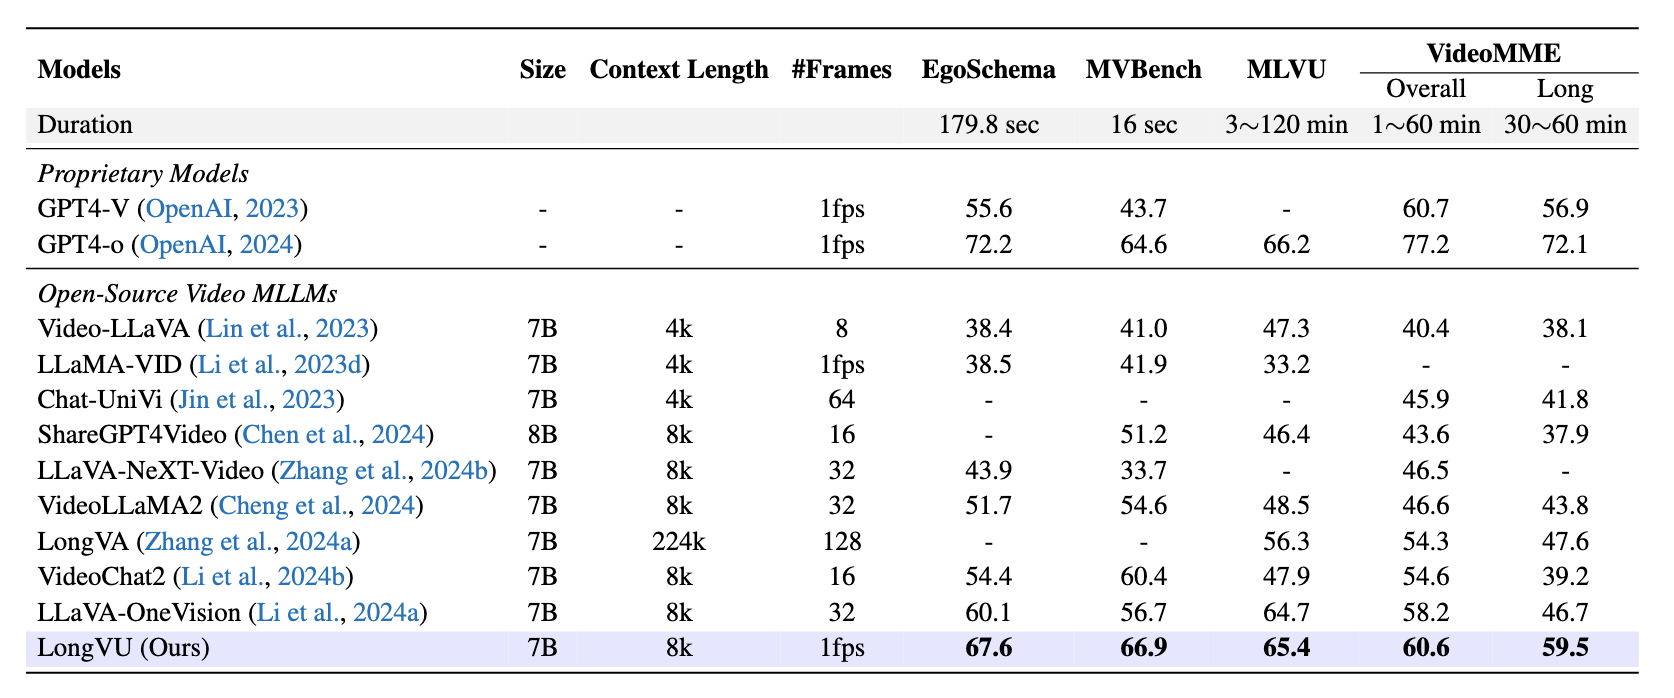 Models Size Context Length #Frames EgoSchema MVBench MLVU VideoMME
Overall Long
Duration 179.8 sec 16 sec 3∼120 min 1∼60 min 30∼60 min
Proprietary Models
GPT4-V (OpenAI, 2023) - - 1fps 55.6 43.7 - 60.7 56.9
GPT4-o (OpenAI, 2024) - - 1fps 72.2 64.6 66.2 77.2 72.1
Open-Source Video MLLMs
Video-LLaVA (Lin et al., 2023) 7B 4k 8 38.4 41.0 47.3 40.4 38.1
LLaMA-VID (Li et al., 2023d) 7B 4k 1fps 38.5 41.9 33.2 - -
Chat-UniVi (Jin et al., 2023) 7B 4k 64 - - - 45.9 41.8
ShareGPT4Video (Chen et al., 2024) 8B 8k 16 - 51.2 46.4 43.6 37.9
LLaVA-NeXT-Video (Zhang et al., 2024b) 7B 8k 32 43.9 33.7 - 46.5 -
VideoLLaMA2 (Cheng et al., 2024) 7B 8k 32 51.7 54.6 48.5 46.6 43.8
LongVA (Zhang et al., 2024a) 7B 224k 128 - - 56.3 54.3 47.6
VideoChat2 (Li et al., 2024b) 7B 8k 16 54.4 60.4 47.9 54.6 39.2
LLaVA-OneVision (Li et al., 2024a) 7B 8k 32 60.1 56.7 64.7 58.2 46.7
LongVU (Ours) 7B 8k 1fps 67.6 66.9 65.4 60.6 59.5